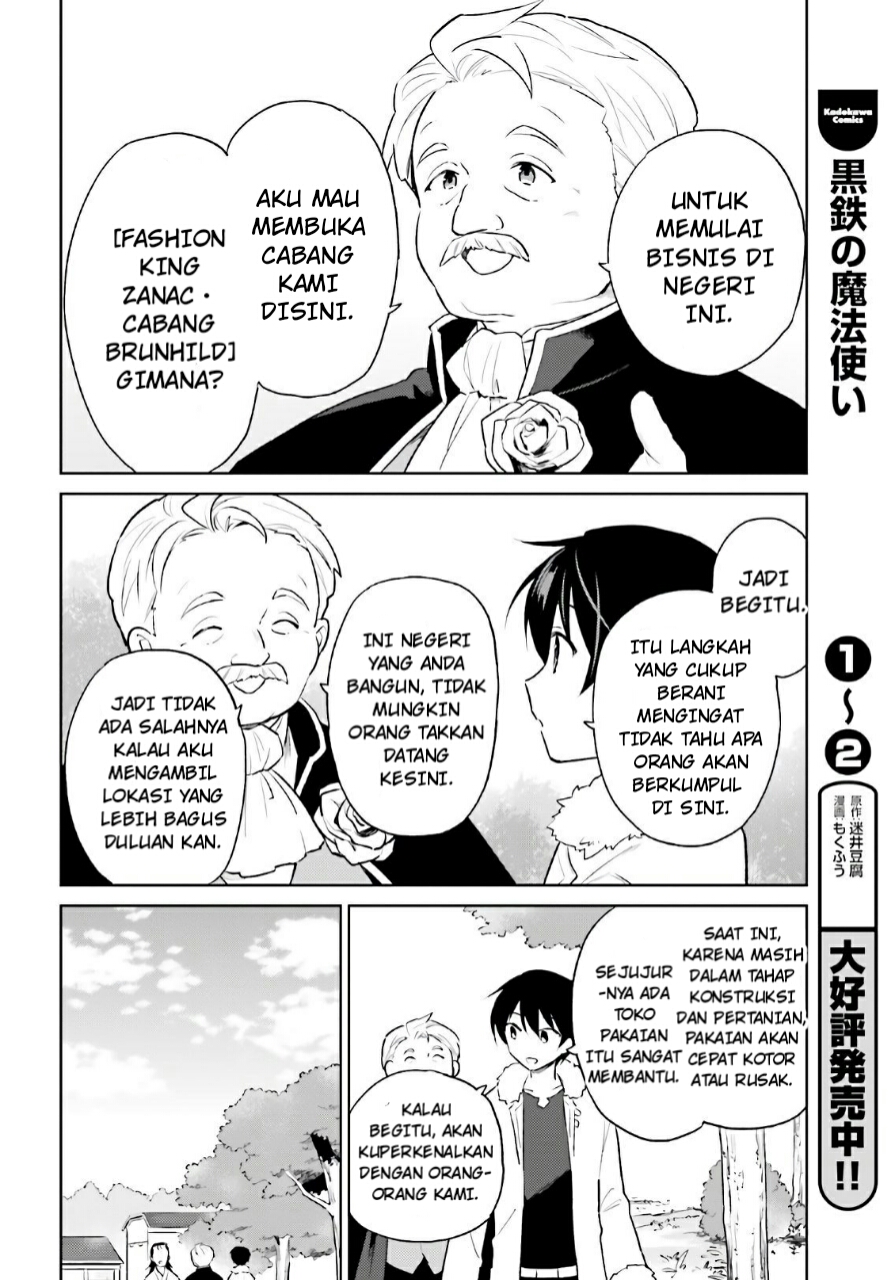 UNTUK
MEMULAI
BISNIS DI
NEGERI
INI.
AKU MAU
MEMBUKA
CABANG
KAMI
DISINI.
[FASHION
KING
ZANAC・
CABANG
BRUNHILD]
GIMANA?
JADI
BEGITU.
ITU LANGKAH
YANG CUKUP
BERANI
MENGINGAT
TIDAK TAHU APA
ORANG AKAN
BERKUMPUL
DI SINI.
INI NEGERI
YANG ANDA
BANGUN, TIDAK
MUNGKIN
ORANG TAKKAN
DATANG
KESINI.
JADI TIDAK
ADA SALAHNYA
KALAU AKU
MENGAMBIL
LOKASI YANG
LEBIH BAGUS
DULUAN KAN.
SAAT INI,
KARENA MASIH
DALAM TAHAP
KONSTRUKSI
DAN PERTANIAN,
PAKAIAN AKAN
CEPAT KOTOR
ATAU RUSAK.
SEJUJUR
-NYA ADA
TOKO
PAKAIAN
ITU SANGAT
MEMBANTU.
KALAU
BEGITU, AKAN
KUPERKENALKAN
DENGAN ORANG-
ORANG KAMI.
Kadokawa
Comics
黒鉄の魔法使い
1～2
原作/迷井豆腐
漫画/もくふう
大好評発売中!!